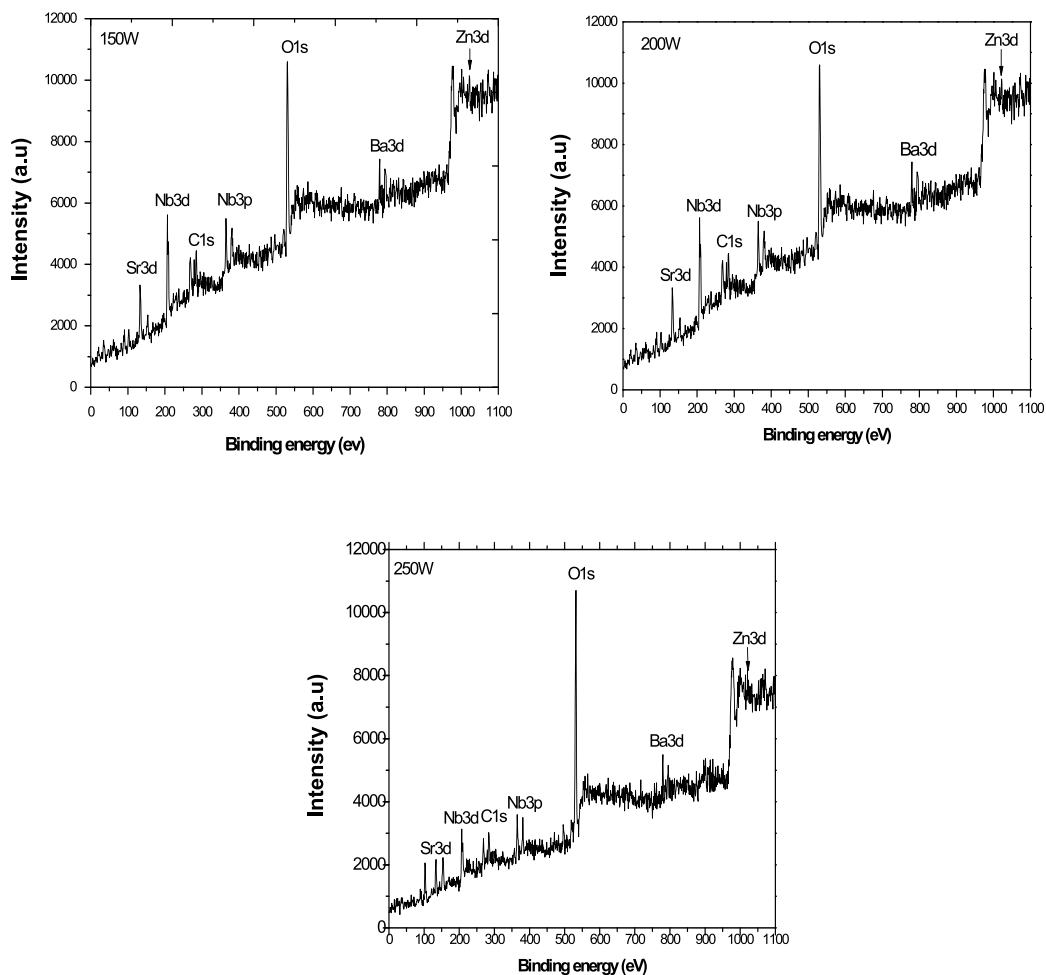 150W
O1s
Zn3d
Ba3d
Nb3d
Nb3p
C1s
Sr3d
Intensity (a.u)
12000
10000
8000
6000
4000
2000
0
0 100 200 300 400 500 600 700 800 900 1000 1100
Binding energy (ev)
200W
O1s
Zn3d
Ba3d
Nb3d
Nb3p
C1s
Sr3d
Intensity (a.u)
12000
10000
8000
6000
4000
2000
0
0 100 200 300 400 500 600 700 800 900 1000 1100
Binding energy (eV)
250W
O1s
Zn3d
Ba3d
Nb3d
C1s
Nb3p
Sr3d
Intensity (a.u)
12000
10000
8000
6000
4000
2000
0
0 100 200 300 400 500 600 700 800 900 1000 1100
Binding energy (eV)